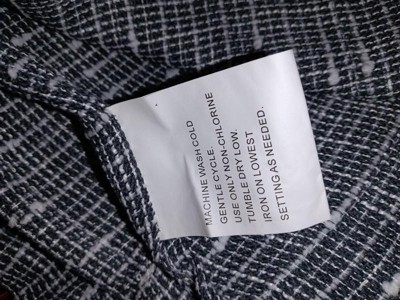 MACHINE WASH COLD
GENTLE CYCLE.
USE ONLY NON-CHLORINE
TUMBLE DRY LOW.
IRON ON LOWEST
SETTING AS NEEDED.